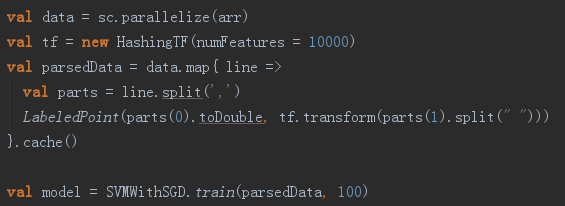 val data = sc.parallelize(arr)
val tf = new HashingTF(numFeatures = 10000)
val parsedData = data.map{ line =>
val parts = line.split(',')
LabeledPoint(parts(0).toDouble, tf.transform(parts(1).split(" ")))
}.cache()
val model = SVMWithSGD.train(parsedData, 100)